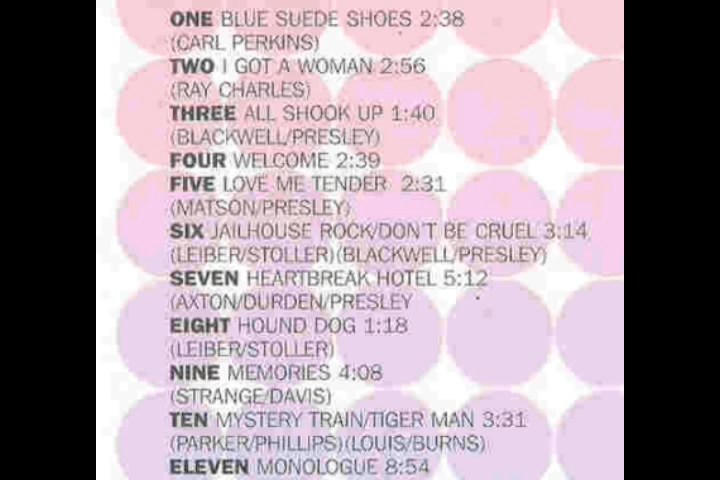 ONE BLUE SUEDE SHOES 2:38
(CARL PERKINS)
TWO I GOT A WOMAN 2:56
(RAY CHARLES)
THREE ALL SHOOK UP 1:40
(BLACKWELL/PRESLEY)
FOUR WELCOME 2:39
FIVE LOVE ME TENDER 2:31
(MATSON/PRESLEY)
SIX JAILHOUSE ROCK/DON'T BE CRUEL 3:14
(LEIBER/STOLLER)(BLACKWELL/PRESLEY)
SEVEN HEARTBREAK HOTEL 5:12
(AXTON/DURDEN/PRESLEY
EIGHT HOUND DOG 1:18
(LEIBER/STOLLER)
NINE MEMORIES 4:08
(STRANGE/DAVIS)
TEN MYSTERY TRAIN/TIGER MAN 3:31
(PARKER/PHILLIPS)(LOUIS/BURNS)
ELEVEN MONOLOGUE 8:54